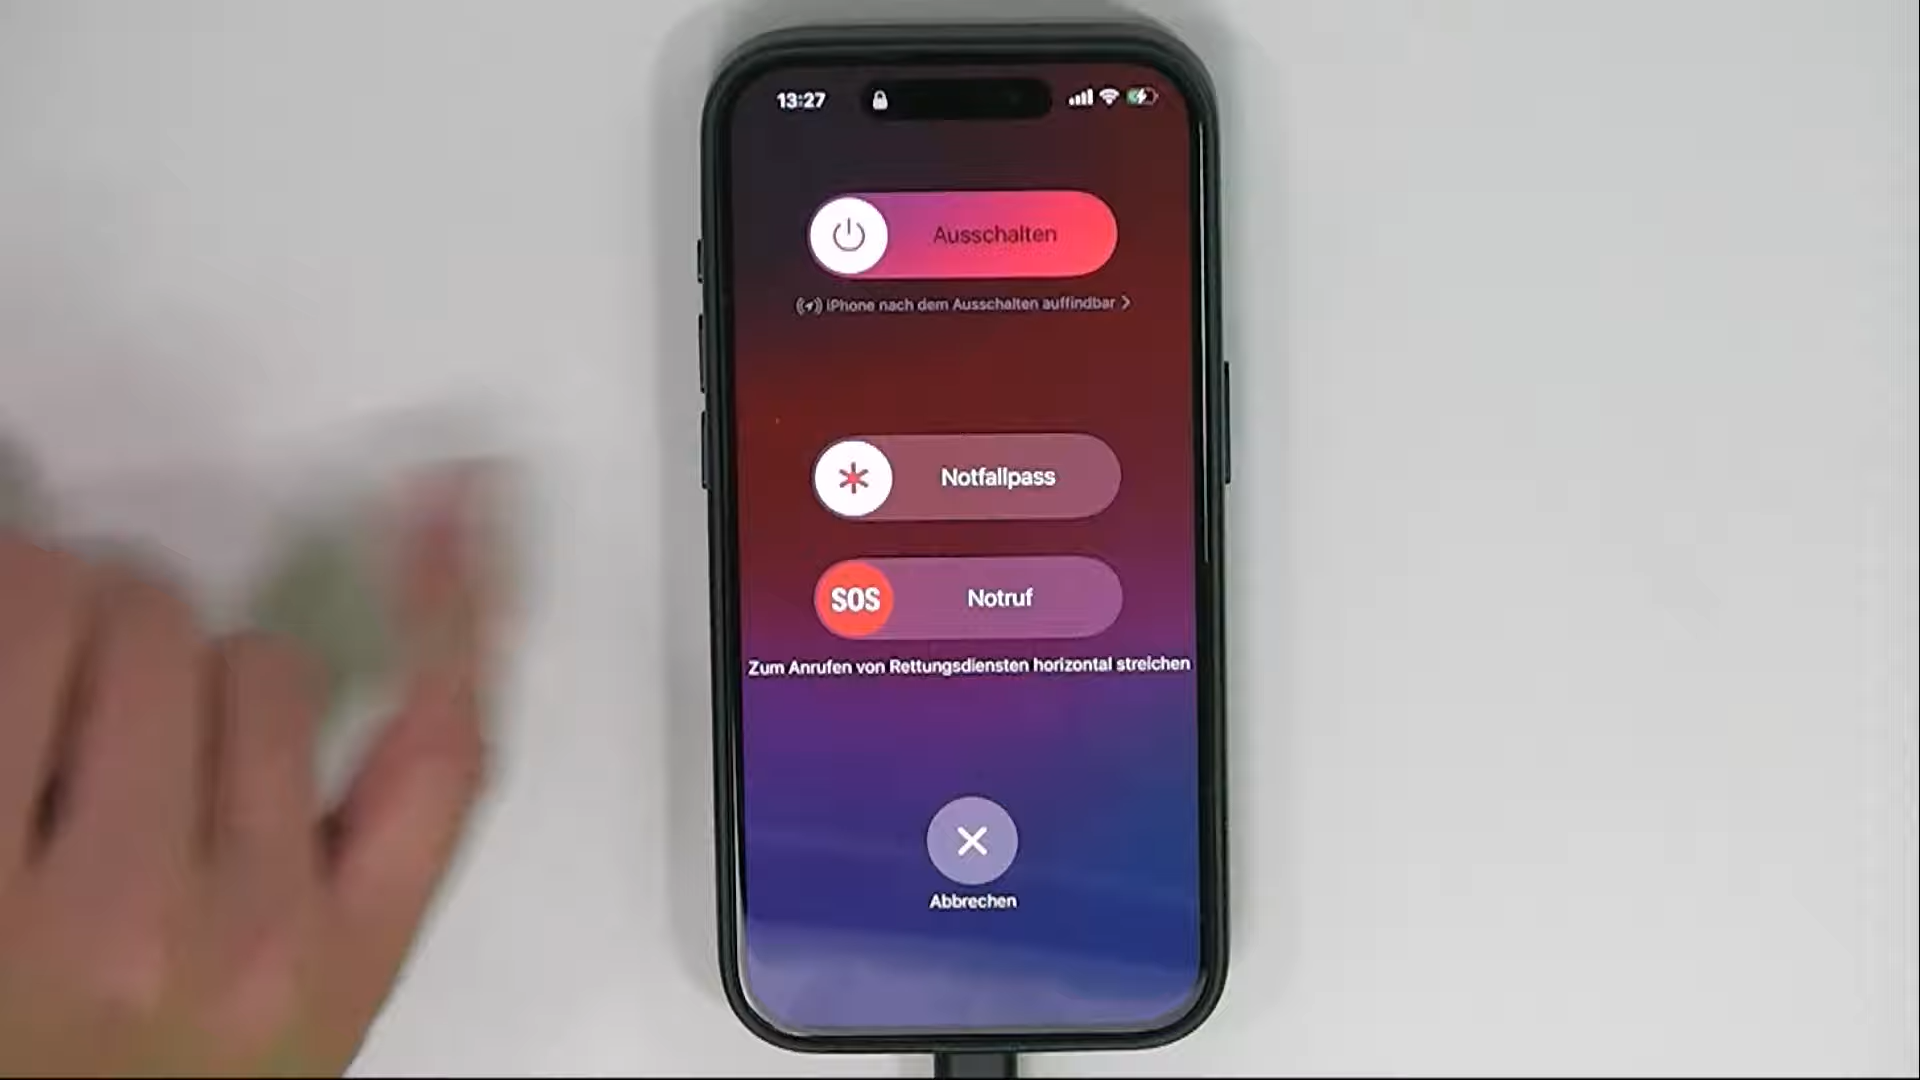 13:27
Ausschalten
iPhone nach dem Ausschalten auffindbar
Notfallpass
SOS Notruf
Zum Anrufen von Rettungsdiensten horizontal streichen
Abbrechen